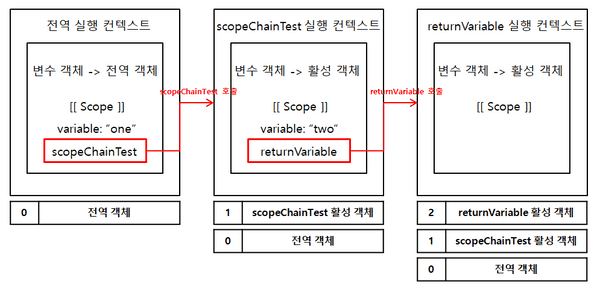 전역 실행 컨텍스트
변수 객체 -> 전역 객체
[[ Scope ]]
variable: “one”
scopeChainTest
0 전역 객체
scopeChainTest 호출
scopeChainTest 실행 컨텍스트
변수 객체 -> 활성 객체
[[ Scope ]]
variable: “two”
returnVariable
1 scopeChainTest 활성 객체
0 전역 객체
returnVariable 호출
returnVariable 실행 컨텍스트
변수 객체 -> 활성 객체
[[ Scope ]]
2 returnVariable 활성 객체
1 scopeChainTest 활성 객체
0 전역 객체